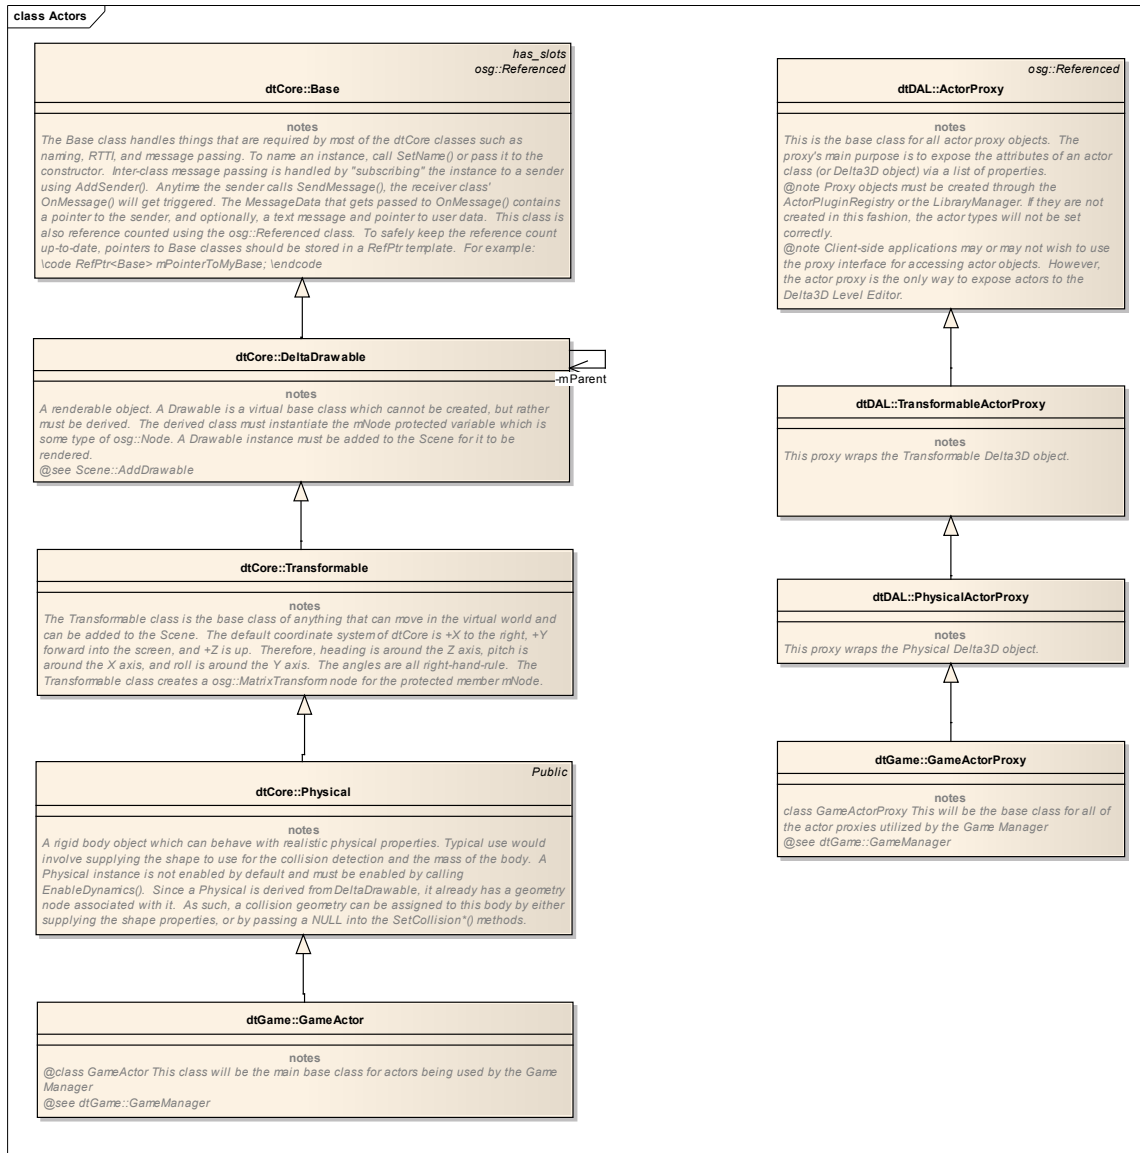 class Actors
has_slots
osg::Referenced
dtCore::Base
notes
The Base class handles things that are required by most of the dtCore classes such as
naming, RTTI, and message passing. To name an instance, call SetName() or pass it to the
constructor.  Inter-class message passing is handled by "subscribing" the instance to a sender
using AddSender().  Anytime the sender calls SendMessage(), the receiver class'
OnMessage() will get triggered. The MessageData that gets passed to OnMessage() contains
a pointer to the sender, and optionally, a text message and pointer to user data.  This class is
also reference counted using the osg::Referenced class.  To safely keep the reference count
up-to-date, pointers to Base classes should be stored in a RefPtr template.  For example:
\code RefPtr<Base> mPointerToMyBase; \endcode
dtCore::DeltaDrawable
-mParent
notes
A renderable object. A Drawable is a virtual base class which cannot be created, but rather
must be derived.  The derived class must instantiate the mNode protected variable which is
some type of osg::Node. A Drawable instance must be added to the Scene for it to be
rendered.
@see Scene::AddDrawable
dtCore::Transformable
notes
The Transformable class is the base class of anything that can move in the virtual world and
can be added to the Scene.  The default coordinate system of dtCore is +X to the right, +Y
forward into the screen, and +Z is up.  Therefore, heading is around the Z axis, pitch is
around the X axis, and roll is around the Y axis.  The angles are all right-hand-rule.  The
Transformable class creates a osg::MatrixTransform node for the protected member mNode.
Public
dtCore::Physical
notes
A rigid body object which can behave with realistic physical properties. Typical use would
involve supplying the shape to use for the collision detection and the mass of the body.  A
Physical instance is not enabled by default and must be enabled by calling
EnableDynamics().  Since a Physical is derived from DeltaDrawable, it already has a geometry
node associated with it.  As such, a collision geometry can be assigned to this body by either
supplying the shape properties, or by passing a NULL into the SetCollision*() methods.
dtGame::GameActor
notes
@class GameActor This class will be the main base class for actors being used by the Game
Manager
@see dtGame::GameManager
osg::Referenced
dtDAL::ActorProxy
notes
This is the base class for all actor proxy objects.  The
proxy's main purpose is to expose the attributes of an actor
class (or Delta3D object) via a list of properties.
@note Proxy objects must be created through the
ActorPluginRegistry or the LibraryManager. If they are not
created in this fashion, the actor types will not be set
correctly.
@note Client-side applications may or may not wish to use
the proxy interface for accessing actor objects.  However,
the actor proxy is the only way to expose actors to the
Delta3D Level Editor.
dtDAL::TransformableActorProxy
notes
This proxy wraps the Transformable Delta3D object.
dtDAL::PhysicalActorProxy
notes
This proxy wraps the Physical Delta3D object.
dtGame::GameActorProxy
notes
class GameActorProxy This will be the base class for all of
the actor proxies utilized by the Game Manager
@see dtGame::GameManager